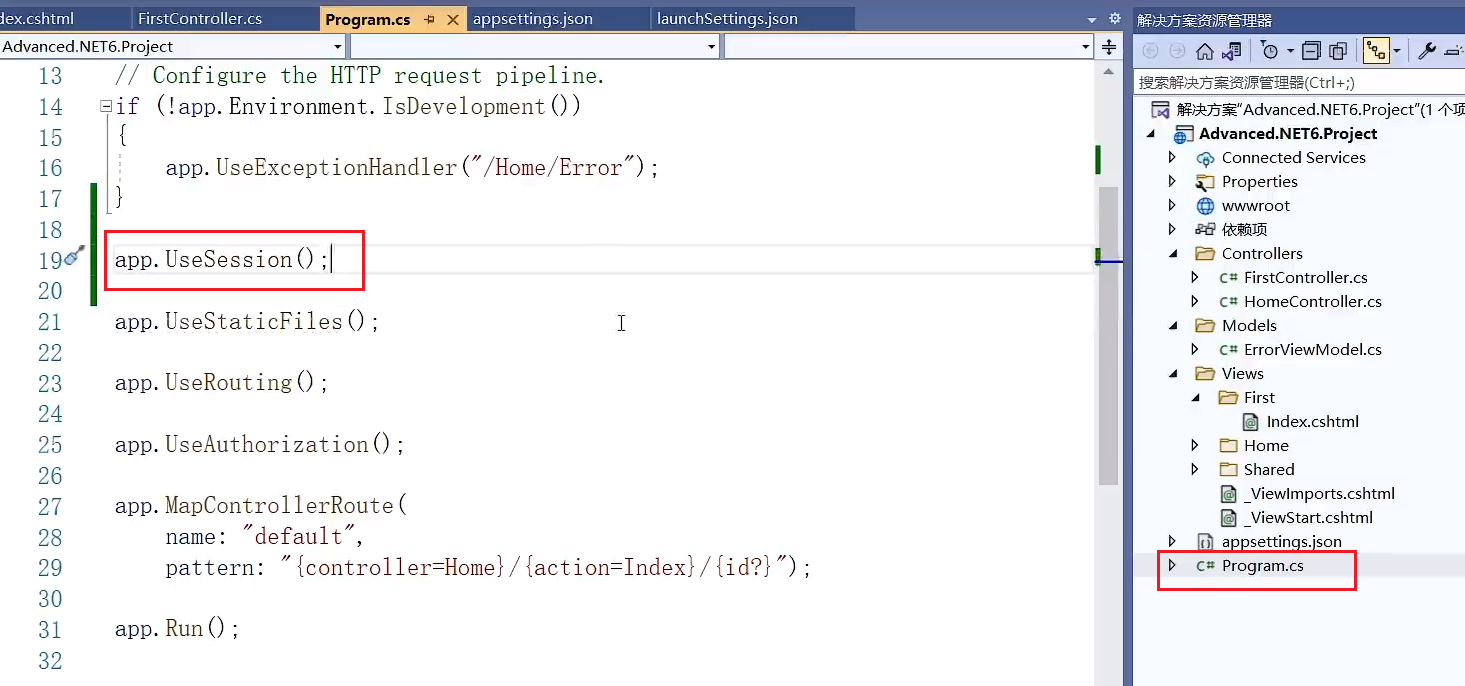 dex.cshtml FirstController.cs Program.cs appsettings.json launchSettings.json
Advanced.NET6.Project
13 // Configure the HTTP request pipeline.
14 if (!app.Environment.IsDevelopment())
15 {
16 app.UseExceptionHandler("/Home/Error");
17 }
18
19 app.UseSession();
20
21 app.UseStaticFiles();
22
23 app.UseRouting();
24
25 app.UseAuthorization();
26
27 app.MapControllerRoute(
28 name: "default",
29 pattern: "{controller=Home}/{action=Index}/{id?}");
30
31 app.Run();
32
解决方案资源管理器
搜索解决方案资源管理器(Ctrl+;)
解决方案"Advanced.NET6.Project"(1 个项
Advanced.NET6.Project
Connected Services
Properties
wwwroot
依赖项
Controllers
C# FirstController.cs
C# HomeController.cs
Models
C# ErrorViewModel.cs
Views
First
Index.cshtml
Home
Shared
_ViewImports.cshtml
_ViewStart.cshtml
appsettings.json
C# Program.cs